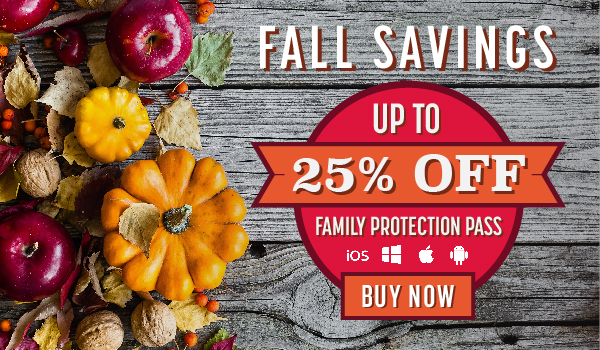 FALL SAVINGS
UP TO
25% OFF
FAMILY PROTECTION PASS
iOS
BUY NOW